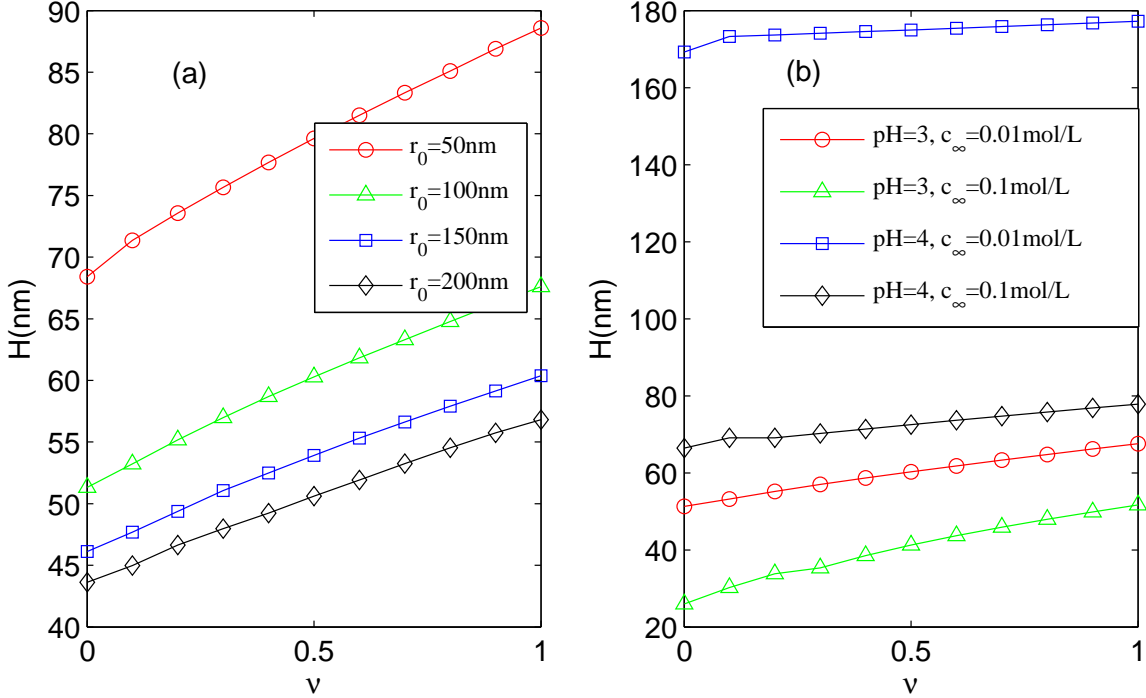 90
85
80
75
70
65
60
55
50
45
40
H(nm)
(a)
r0=50nm
r0=100nm
r0=150nm
r0=200nm
0
0.5
1
ν
180
160
140
120
100
80
60
40
20
H(nm)
(b)
pH=3, c∞=0.01mol/L
pH=3, c∞=0.1mol/L
pH=4, c∞=0.01mol/L
pH=4, c∞=0.1mol/L
0
0.5
1
ν